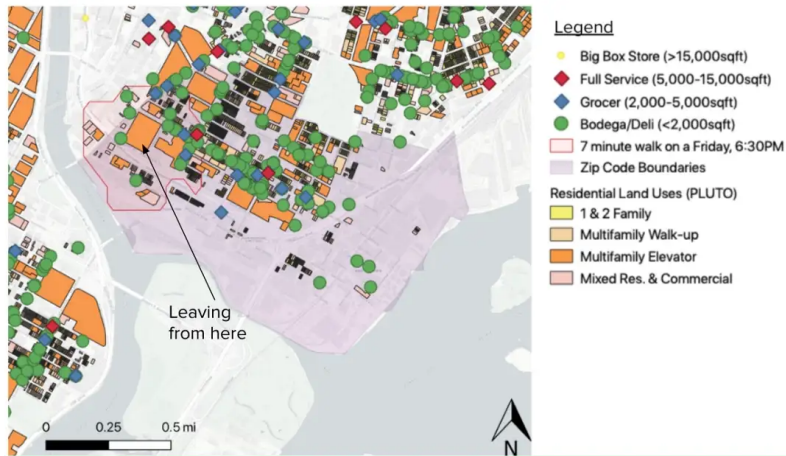 Legend
Big Box Store (>15,000sqft)
Full Service (5,000-15,000sqft)
Grocer (2,000-5,000sqft)
Bodega/Deli (<2,000sqft)
7 minute walk on a Friday, 6:30PM
Zip Code Boundaries
Residential Land Uses (PLUTO)
1 & 2 Family
Multifamily Walk-up
Multifamily Elevator
Mixed Res. & Commercial
Leaving
from here
0 0.25 0.5 mi
N